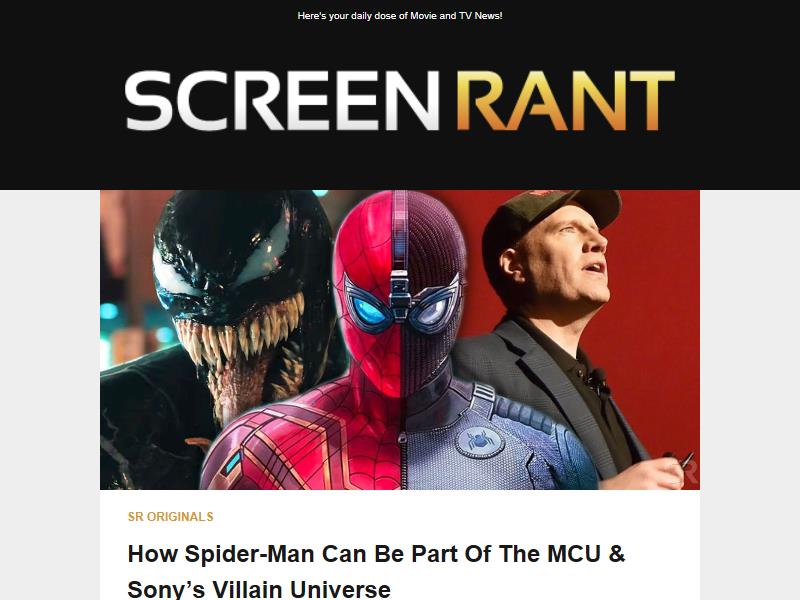 Here's your daily dose of Movie and TV News!
SCREEN RANT
SR ORIGINALS
How Spider-Man Can Be Part Of The MCU &
Sony’s Villain Universe